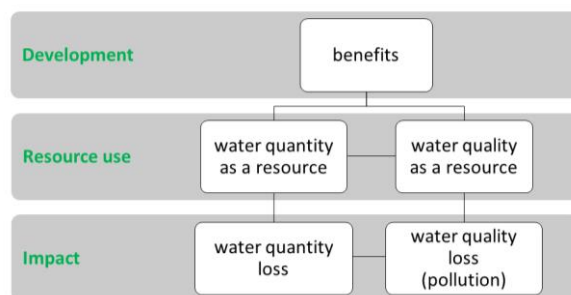 Development
benefits
Resource use
water quantity
as a resource
water quality
as a resource
Impact
water quantity
loss
water quality
loss
(pollution)